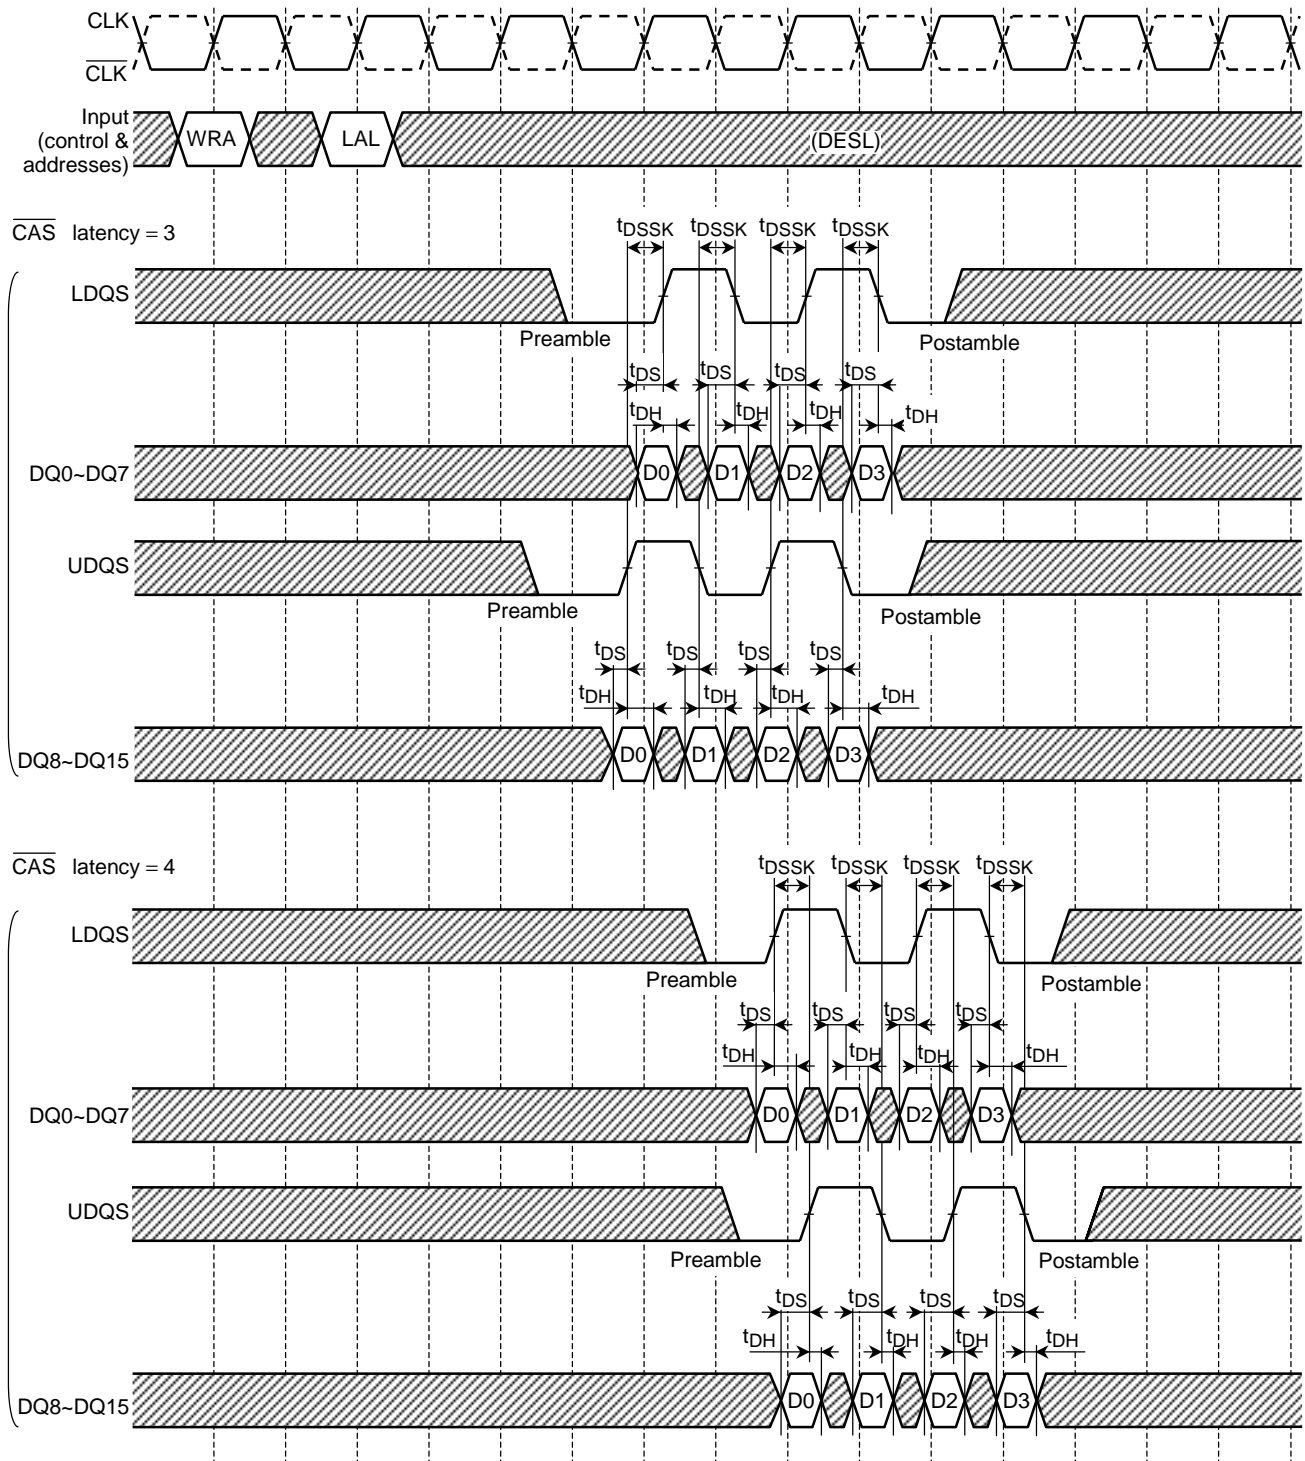 CLK
CLK
Input
(control &
addresses)
WRA
LAL
(DESL)
CAS latency = 3
tDSSK tDSSK tDSSK tDSSK
LDQS
Preamble
Postamble
tDS tDS tDS tDS
tDH tDH tDH tDH
DQ0~DQ7
D0 D1 D2 D3
UDQS
Preamble
Postamble
tDS tDS tDS tDS
tDH tDH tDH tDH
DQ8~DQ15
D0 D1 D2 D3
CAS latency = 4
tDSSK tDSSK tDSSK tDSSK
LDQS
Preamble
Postamble
tDS tDS tDS tDS
tDH tDH tDH tDH
DQ0~DQ7
D0 D1 D2 D3
UDQS
Preamble
Postamble
tDS tDS tDS tDS
tDH tDH tDH tDH
DQ8~DQ15
D0 D1 D2 D3